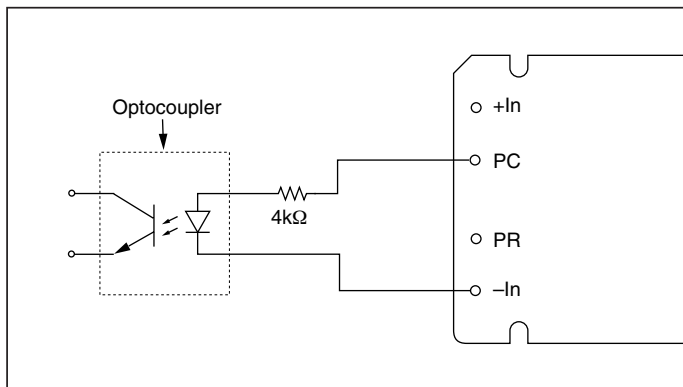 Optocoupler
4kΩ
+In
PC
PR
–In